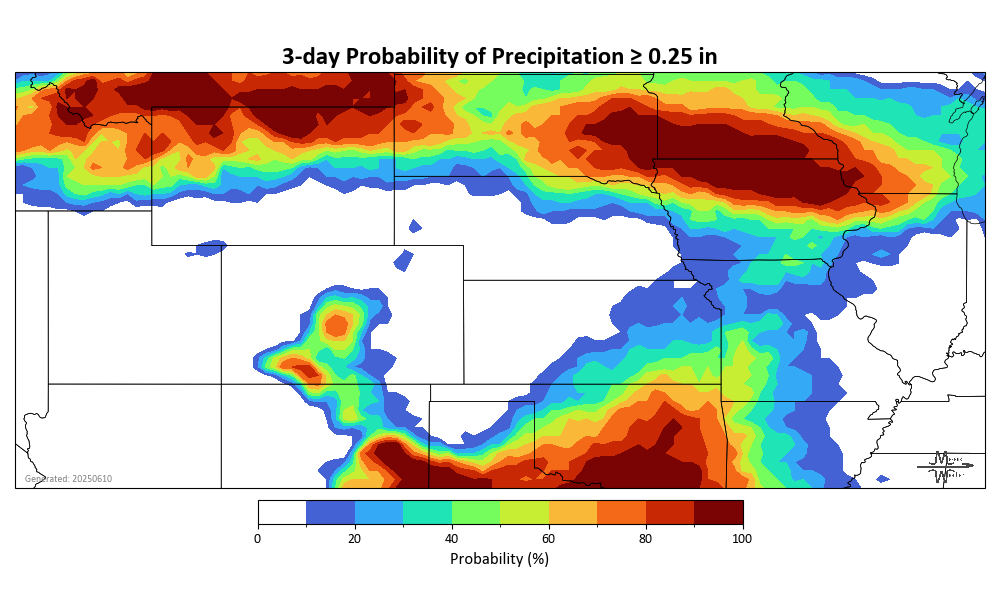 3-day Probability of Precipitation ≥ 0.25 in
Generated: 20250610
0 20 40 60 80 100
Probability (%)